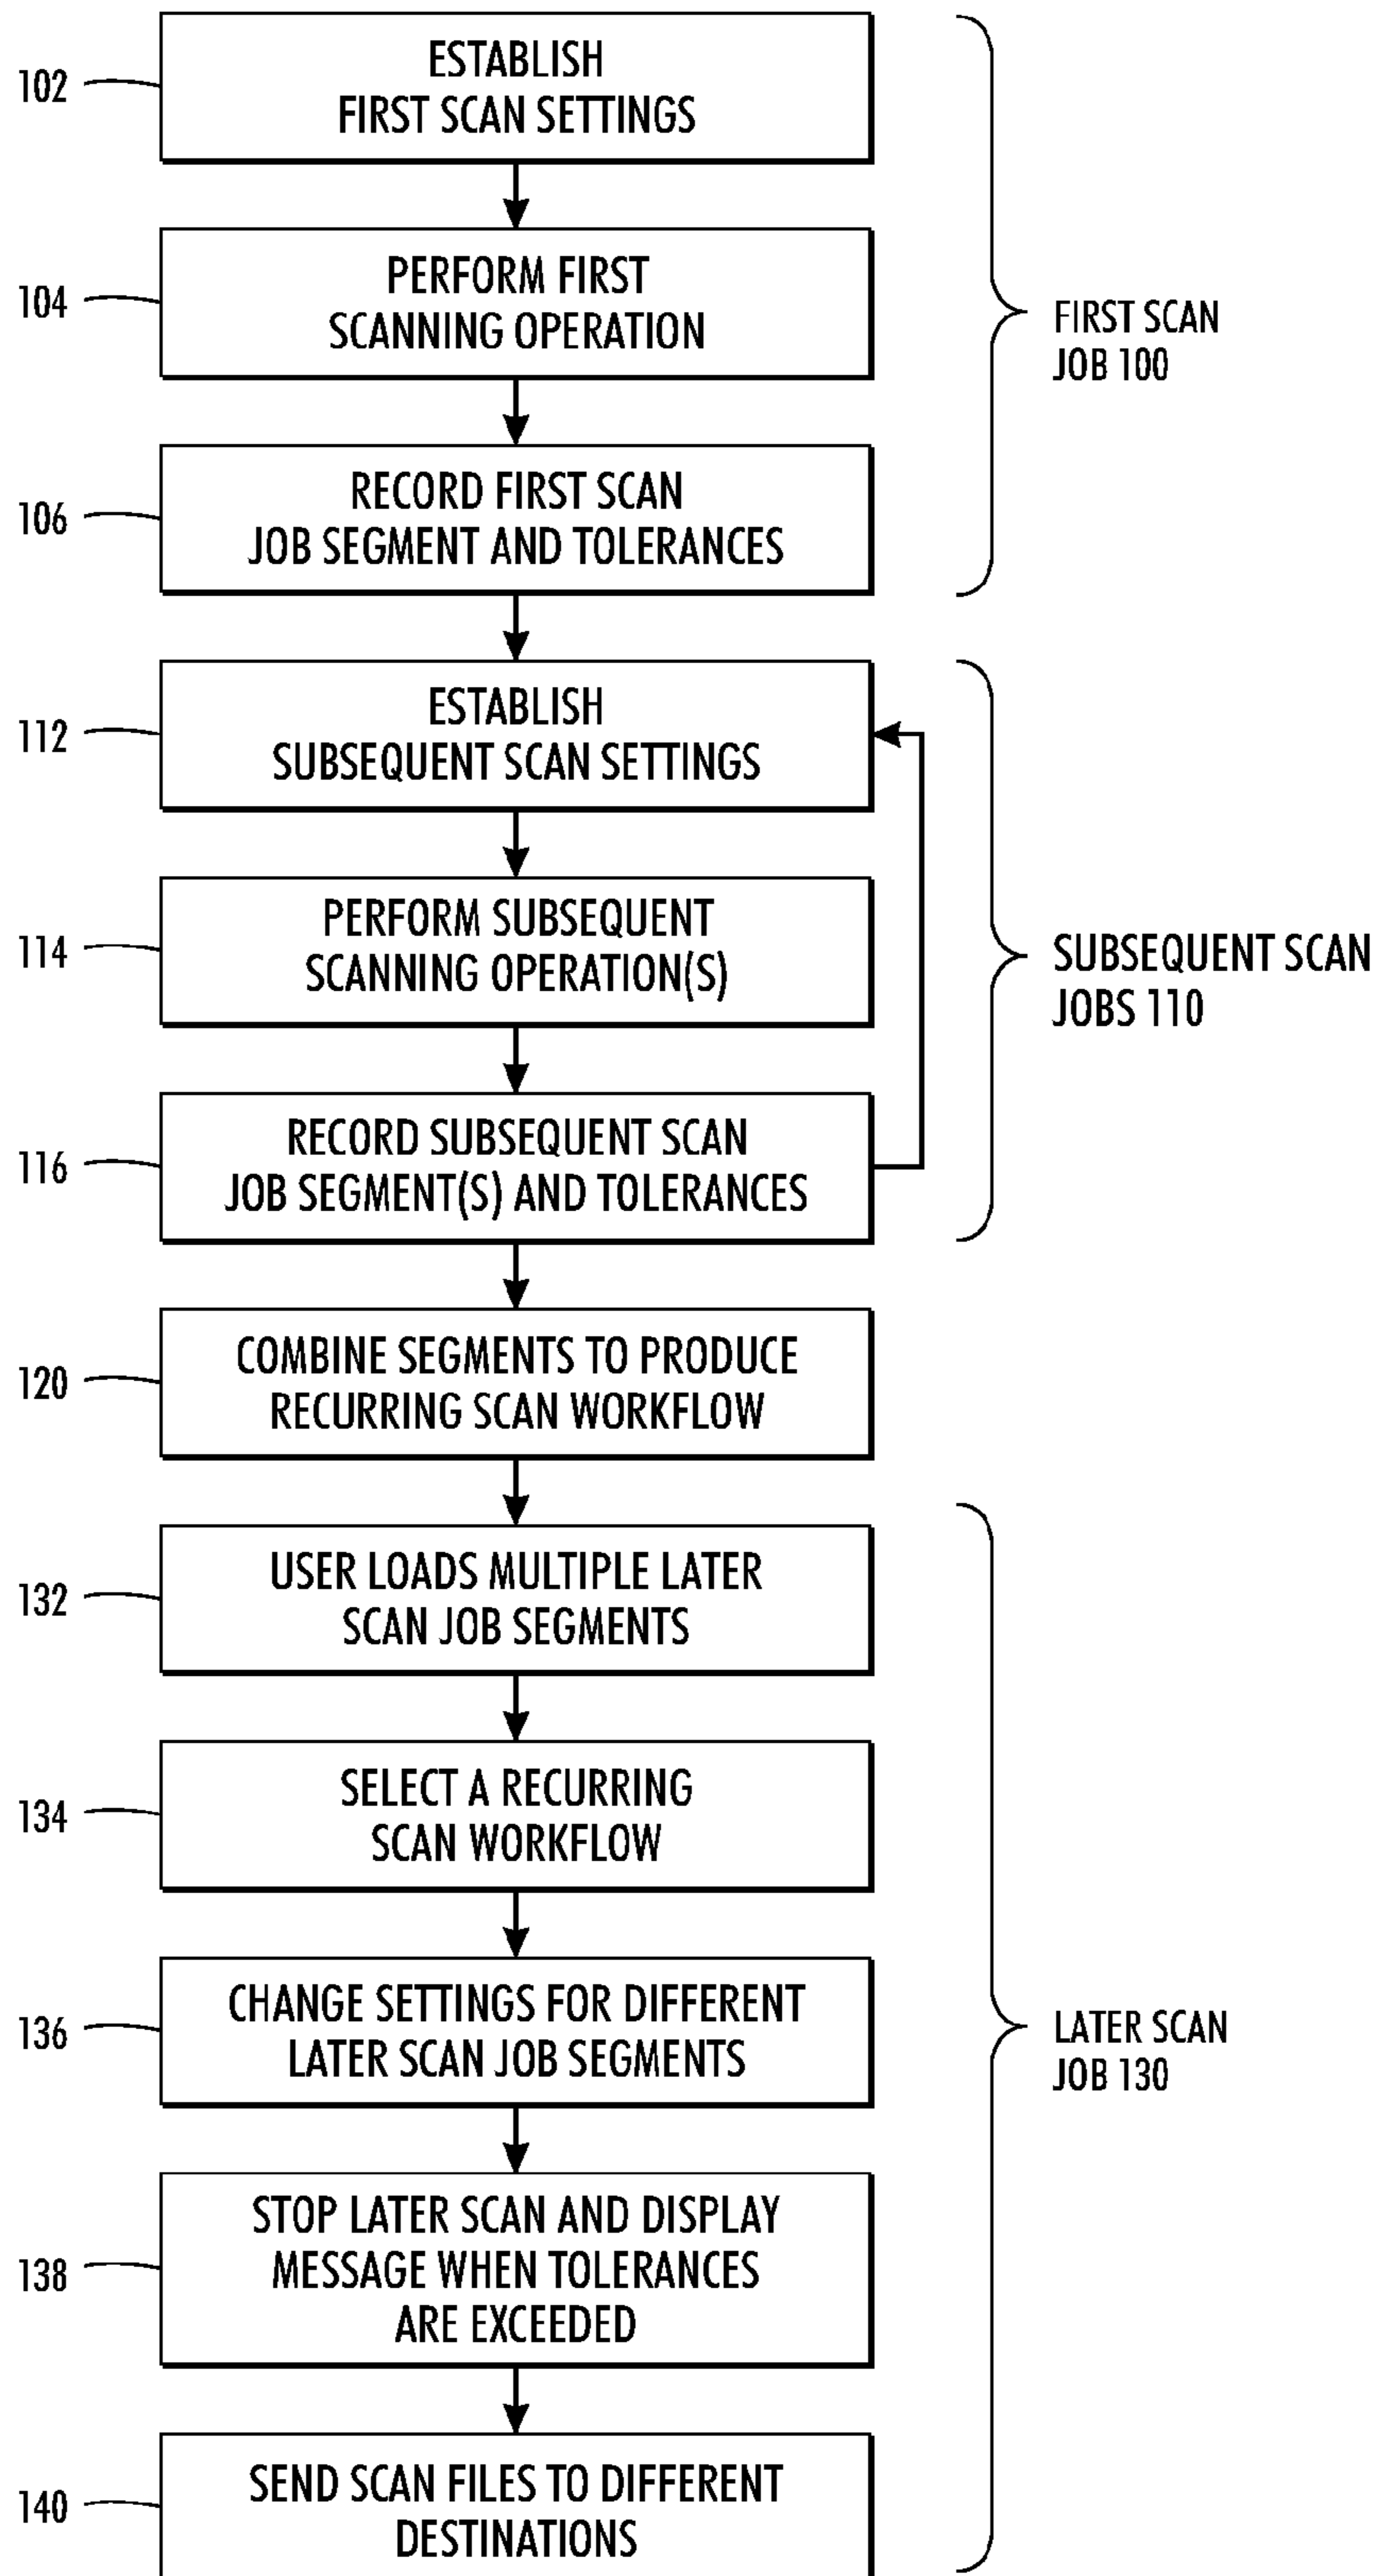 102
ESTABLISH
FIRST SCAN SETTINGS
104
PERFORM FIRST
SCANNING OPERATION
FIRST SCAN
JOB 100
106
RECORD FIRST SCAN
JOB SEGMENT AND TOLERANCES
112
ESTABLISH
SUBSEQUENT SCAN SETTINGS
114
PERFORM SUBSEQUENT
SCANNING OPERATION(S)
SUBSEQUENT SCAN
JOBS 110
116
RECORD SUBSEQUENT SCAN
JOB SEGMENT(S) AND TOLERANCES
120
COMBINE SEGMENTS TO PRODUCE
RECURRING SCAN WORKFLOW
132
USER LOADS MULTIPLE LATER
SCAN JOB SEGMENTS
134
SELECT A RECURRING
SCAN WORKFLOW
136
CHANGE SETTINGS FOR DIFFERENT
LATER SCAN JOB SEGMENTS
LATER SCAN
JOB 130
138
STOP LATER SCAN AND DISPLAY
MESSAGE WHEN TOLERANCES
ARE EXCEEDED
140
SEND SCAN FILES TO DIFFERENT
DESTINATIONS